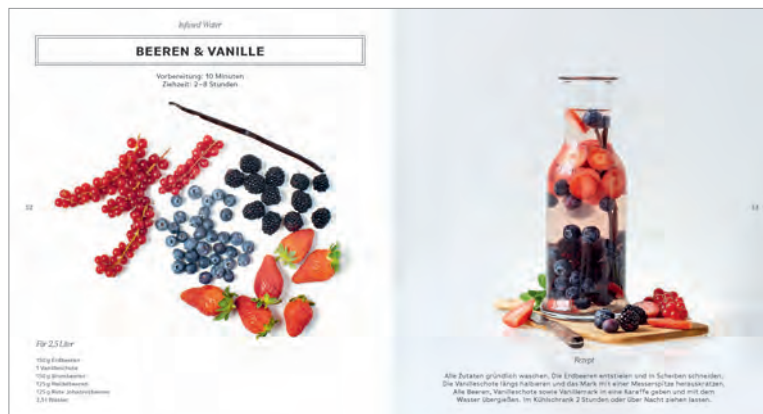 Infused Water
BEEREN & VANILLE
Vorbereitung: 10 Minuten
Ziehzeit: 2–8 Stunden
52
53
Für 2,5 Liter
150 g Erdbeeren
1 Vanilleschote
150 g Brombeeren
125 g Heidelbeeren
125 g Rote Johannisbeeren
2,5 l Wasser
Rezept
Alle Zutaten gründlich waschen. Die Erdbeeren entstielen und in Scheiben schneiden.
Die Vanilleschote längs halbieren und das Mark mit einer Messerspitze herauskratzen.
Alle Beeren, Vanilleschote sowie Vanillemark in eine Karaffe geben und mit dem
Wasser übergießen. Im Kühlschrank 2 Stunden oder über Nacht ziehen lassen.